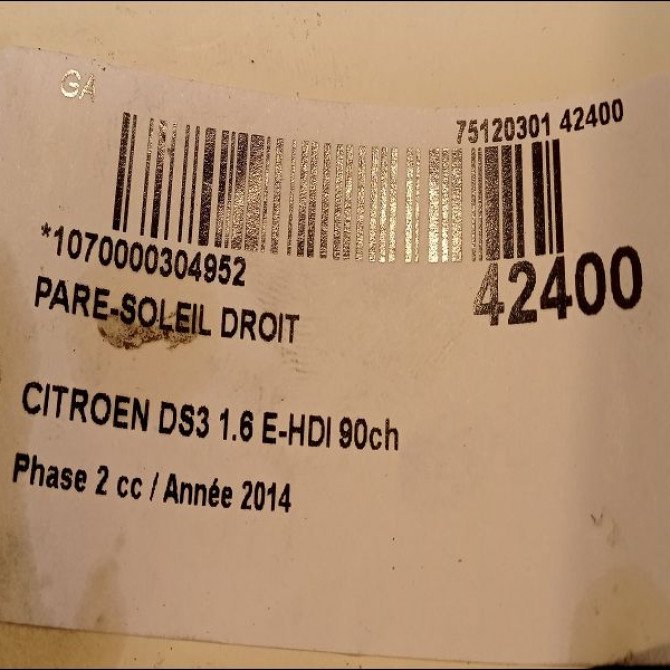 GA
75120301 42400
*1070000304952
42400
PARE-SOLEIL DROIT
CITROEN DS3 1.6 E-HDI 90ch
Phase 2 cc / Année 2014